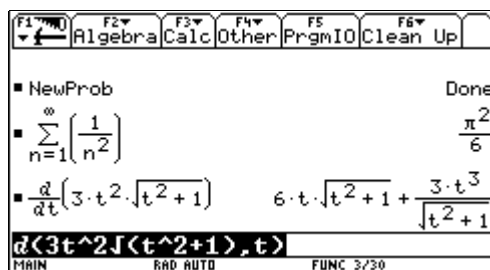 F1 F2 Algebra F3 Calc F4 Other F5 PrgmIO F6 Clean Up
▪ NewProb Done
▪ ∑(n=1 to ∞)(1/n²) π²/6
▪ d/dt(3·t²·√(t²+1)) 6·t·√(t²+1) + 3·t³/√(t²+1)
d(3t^2√(t^2+1),t)
MAIN RAD AUTO FUNC 3/30